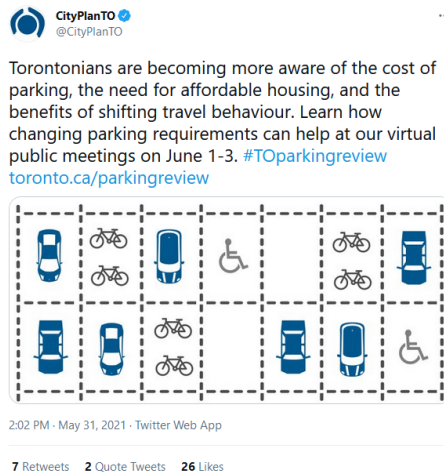 CityPlanTO
@CityPlanTO
Torontonians are becoming more aware of the cost of
parking, the need for affordable housing, and the
benefits of shifting travel behaviour. Learn how
changing parking requirements can help at our virtual
public meetings on June 1-3. #TOparkingreview
toronto.ca/parkingreview
2:02 PM · May 31, 2021 · Twitter Web App
7 Retweets 2 Quote Tweets 26 Likes